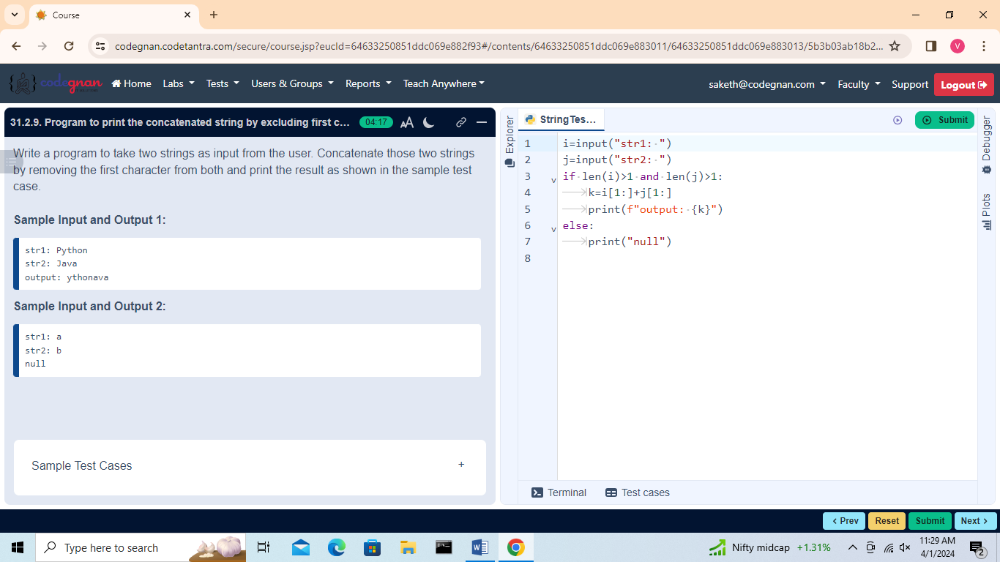 Course
codegnan.codetantra.com/secure/course.jsp?eucId=64633250851ddc069e882f93#/contents/64633250851ddc069e883011/64633250851ddc069e883013/5b3b03ab18b2...
V
codegnan
Home Labs Tests Users & Groups Reports Teach Anywhere
saketh@codegnan.com Faculty Support Logout
31.2.9. Program to print the concatenated string by excluding first c... 04:17 AA
Write a program to take two strings as input from the user. Concatenate those two strings
by removing the first character from both and print the result as shown in the sample test
case.
Sample Input and Output 1:
str1: Python
str2: Java
output: ythonava
Sample Input and Output 2:
str1: a
str2: b
null
Sample Test Cases +
Explorer
StringTes...
Submit
1 i=input("str1: ")
2 j=input("str2: ")
3 if len(i)>1 and len(j)>1:
4 k=i[1:]+j[1:]
5 print(f"output: {k}")
6 else:
7 print("null")
8
Debugger
Plots
Terminal Test cases
< Prev Reset Submit Next >
Type here to search
Nifty midcap +1.31%
11:29 AM
4/1/2024
2